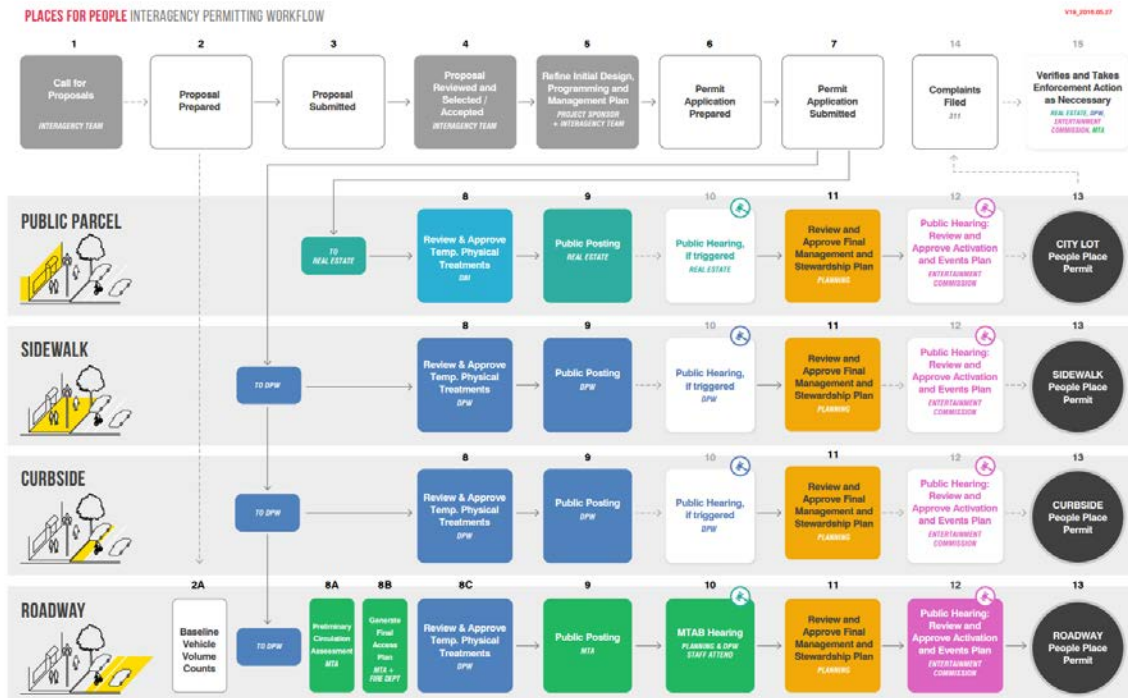 PLACES FOR PEOPLE INTERAGENCY PERMITTING WORKFLOW
V18_2016.05.27
1
Call for
Proposals
INTERAGENCY TEAM
2
Proposal
Prepared
3
Proposal
Submitted
4
Proposal
Reviewed and
Selected /
Accepted
INTERAGENCY TEAM
5
Refine Initial Design,
Programming and
Management Plan
PROJECT SPONSOR
+ INTERAGENCY TEAM
6
Permit
Application
Prepared
7
Permit
Application
Submitted
14
Complaints
Filed
311
15
Verifies and Takes
Enforcement Action
as Neccessary
REAL ESTATE, DPW,
ENTERTAINMENT
COMMISSION, MTA
PUBLIC PARCEL
TO
REAL ESTATE
8
Review & Approve
Temp. Physical
Treatments
DBI
9
Public Posting
REAL ESTATE
10
Public Hearing,
if triggered
REAL ESTATE
11
Review and
Approve Final
Management and
Stewardship Plan
PLANNING
12
Public Hearing:
Review and
Approve Activation
and Events Plan
ENTERTAINMENT
COMMISSION
13
CITY LOT
People Place
Permit
SIDEWALK
TO DPW
8
Review & Approve
Temp. Physical
Treatments
DPW
9
Public Posting
DPW
10
Public Hearing,
if triggered
DPW
11
Review and
Approve Final
Management and
Stewardship Plan
PLANNING
12
Public Hearing:
Review and
Approve Activation
and Events Plan
ENTERTAINMENT
COMMISSION
13
SIDEWALK
People Place
Permit
CURBSIDE
TO DPW
8
Review & Approve
Temp. Physical
Treatments
DPW
9
Public Posting
DPW
10
Public Hearing,
if triggered
DPW
11
Review and
Approve Final
Management and
Stewardship Plan
PLANNING
12
Public Hearing:
Review and
Approve Activation
and Events Plan
ENTERTAINMENT
COMMISSION
13
CURBSIDE
People Place
Permit
ROADWAY
2A
Baseline
Vehicle
Volume
Counts
TO DPW
8A
Preliminary
Circulation
Assessment
MTA
8B
Generate
Final
Access
Plan
MTA +
FIRE DEPT
8C
Review & Approve
Temp. Physical
Treatments
DPW
9
Public Posting
MTA
10
MTAB Hearing
PLANNING & DPW
STAFF ATTEND
11
Review and
Approve Final
Management and
Stewardship Plan
PLANNING
12
Public Hearing:
Review and
Approve Activation
and Events Plan
ENTERTAINMENT
COMMISSION
13
ROADWAY
People Place
Permit